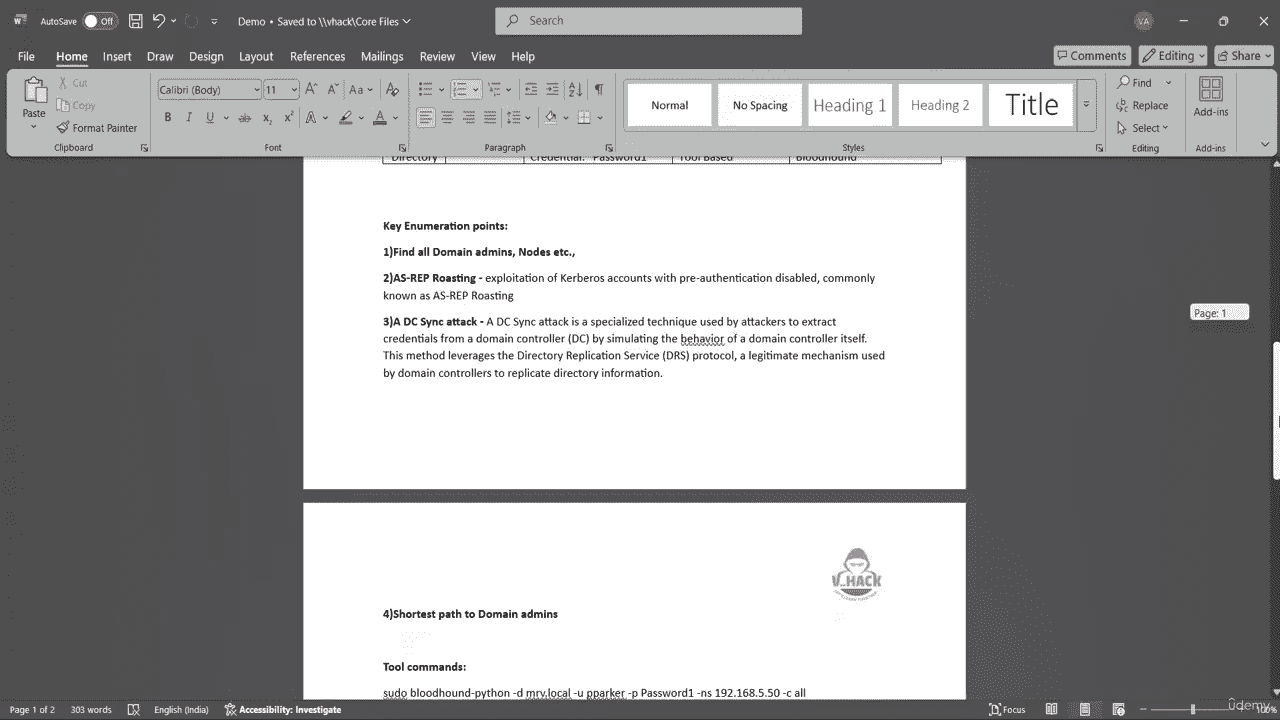 AutoSave Off Demo • Saved to \\vhack\Core Files Search VA
File Home Insert Draw Design Layout References Mailings Review View Help Comments Editing Share
Paste
Cut
Copy
Format Painter
Calibri (Body) 11
Normal
No Spacing
Heading 1
Heading 2
Title
Find
Replace
Select
Add-ins
Clipboard Font Paragraph Styles Editing Add-ins
Directory Credential: Password1 Tool Based Bloodhound
Key Enumeration points:
1)Find all Domain admins, Nodes etc.,
2)AS-REP Roasting - exploitation of Kerberos accounts with pre-authentication disabled, commonly
known as AS-REP Roasting
Page: 1
3)A DC Sync attack - A DC Sync attack is a specialized technique used by attackers to extract
credentials from a domain controller (DC) by simulating the behavior of a domain controller itself.
This method leverages the Directory Replication Service (DRS) protocol, a legitimate mechanism used
by domain controllers to replicate directory information.
V HACK
4)Shortest path to Domain admins
Tool commands:
sudo bloodhound-python -d mrv.local -u pparker -p Password1 -ns 192.168.5.50 -c all
Page 1 of 2 303 words English (India) Accessibility: Investigate Focus